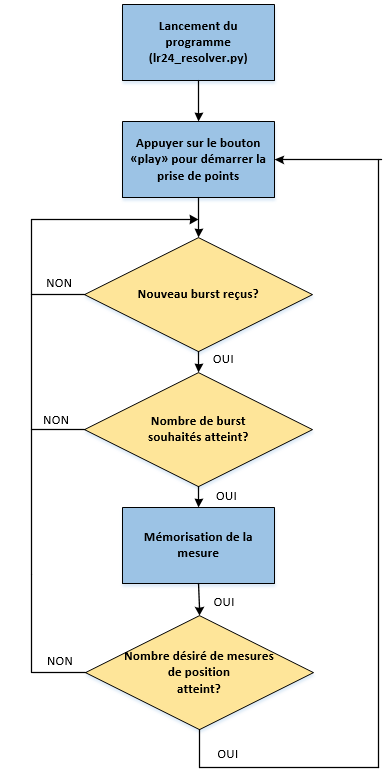 Lancement du
programme
(lr24_resolver.py)
Appuyer sur le bouton
«play» pour démarrer la
prise de points
Nouveau burst reçus?
NON
OUI
Nombre de burst
souhaités atteint?
NON
OUI
Mémorisation de la
mesure
OUI
Nombre désiré de mesures
de position
atteint?
NON
OUI